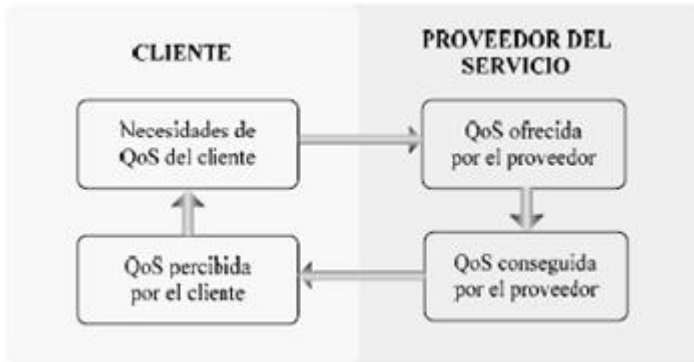 CLIENTE
PROVEEDOR DEL
SERVICIO
Necesidades de
QoS del cliente
QoS ofrecida
por el proveedor
QoS percibida
por el cliente
QoS conseguida
por el proveedor